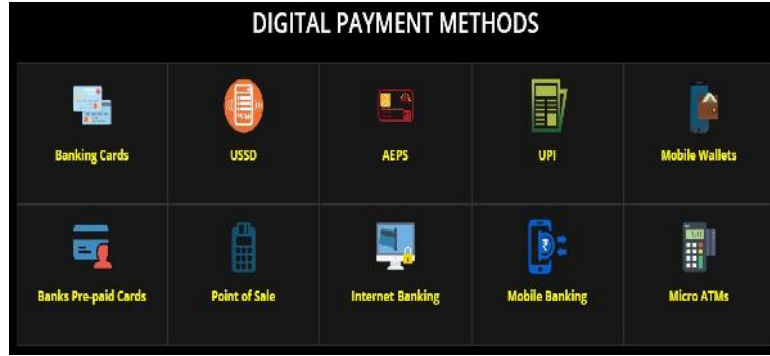 DIGITAL PAYMENT METHODS
Banking Cards
USSD
AEPS
UPI
Mobile Wallets
Banks Pre-paid Cards
Point of Sale
Internet Banking
Mobile Banking
Micro ATMs